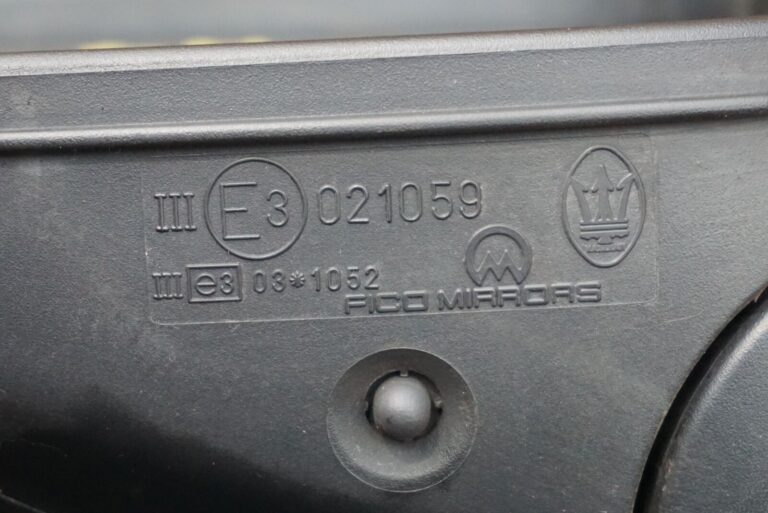 III E3 021059
III e3 03*1052
FICO MIRRORS